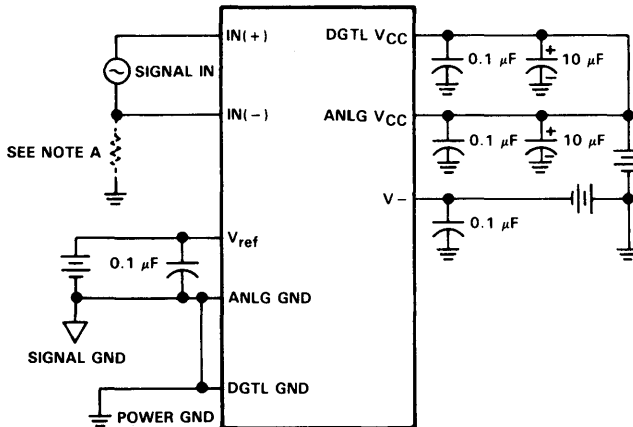 IN(+)
DGTL VCC
0.1 μF
+
10 μF
−
SIGNAL IN
IN(−)
ANLG VCC
0.1 μF
+
10 μF
−
SEE NOTE A
V−
0.1 μF
Vref
0.1 μF
ANLG GND
SIGNAL GND
DGTL GND
POWER GND